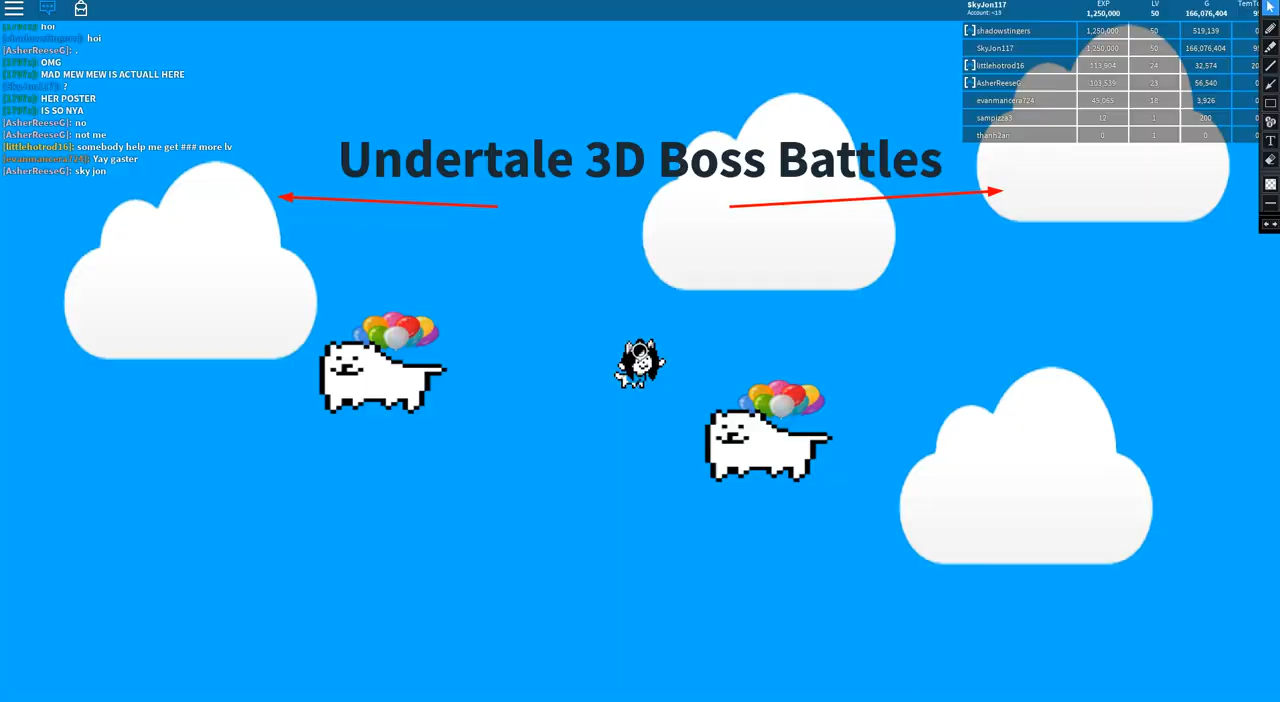 SkyJon117 EXP LV G
Account: <13 1,250,000 50 166,076,404
hoi
[shadowstingers]: hoi
[AsherReeseG]: .
OMG
MAD MEW MEW IS ACTUALL HERE
[SkyJon117]: ?
HER POSTER
IS SO NYA
[AsherReeseG]: no
[AsherReeseG]: not me
[littlehotrod16]: somebody help me get ### more lv
[evanmancera724]: Yay gaster
[AsherReeseG]: sky jon
shadowstingers 1,250,000 50 519,139
SkyJon117 1,250,000 50 166,076,404
littlehotrod16 113,904 24 32,574
AsherReeseG 103,539 23 56,540
evanmancera724 18 3,926
sampizza3 12 1 200
thanh2an 0 1 0
Undertale 3D Boss Battles
T